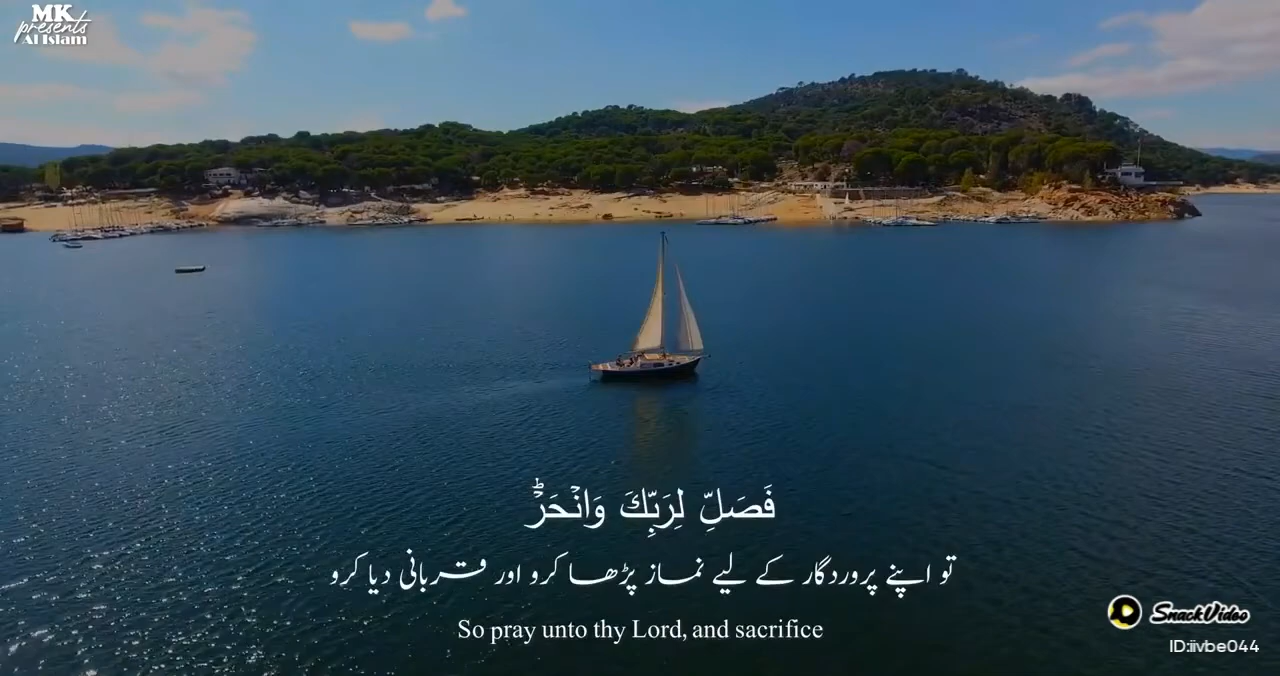 MK
presents
Al Islam
فَصَلِّ لِرَبِّكَ وَانْحَرْؕ
تو اپنے پروردگار کے لیے نماز پڑھا کرو اور قربانی دیا کرو
So pray unto thy Lord, and sacrifice
SnackVideo
ID:iivbe044